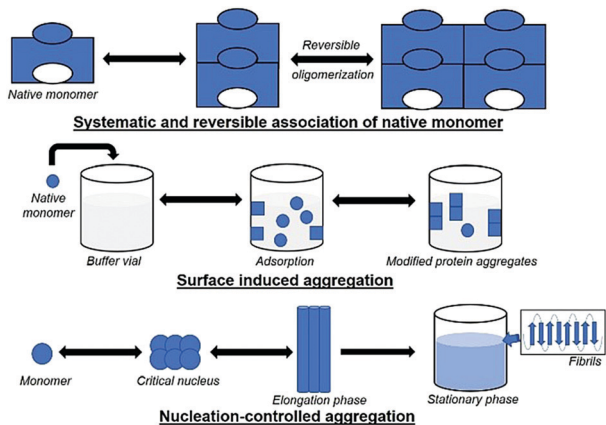 Native monomer
Reversible
oligomerization
Systematic and reversible association of native monomer
Native
monomer
Buffer vial
Adsorption
Modified protein aggregates
Surface induced aggregation
Monomer
Critical nucleus
Elongation phase
Stationary phase
Fibrils
Nucleation-controlled aggregation